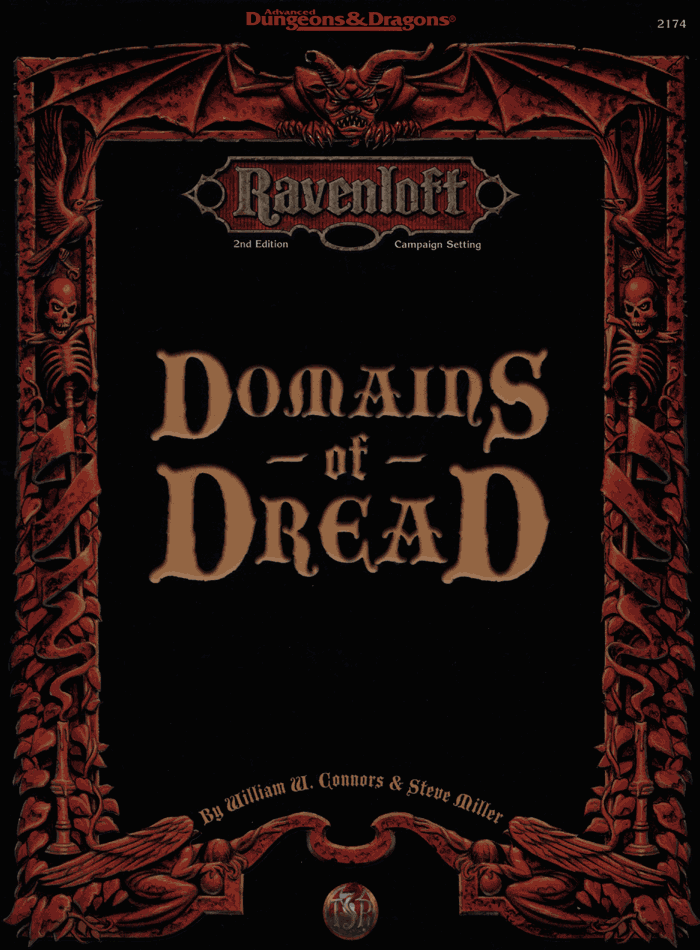 Advanced
Dungeons & Dragons®
2174
Ravenloft
2nd Edition Campaign Setting
Domains
— of —
Dread
By William W. Connors & Steve Miller
TSR